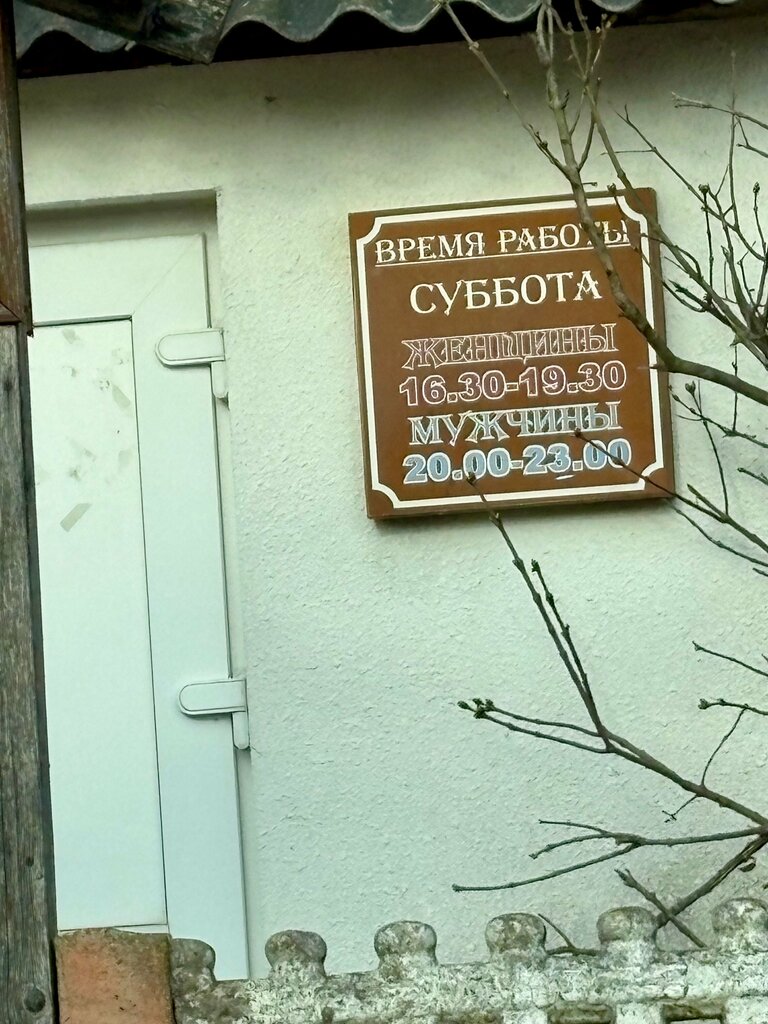 ВРЕМЯ РАБОТЫ
СУББОТА
ЖЕНЩИНЫ
16.30-19.30
МУЖЧИНЫ
20.00-23.00